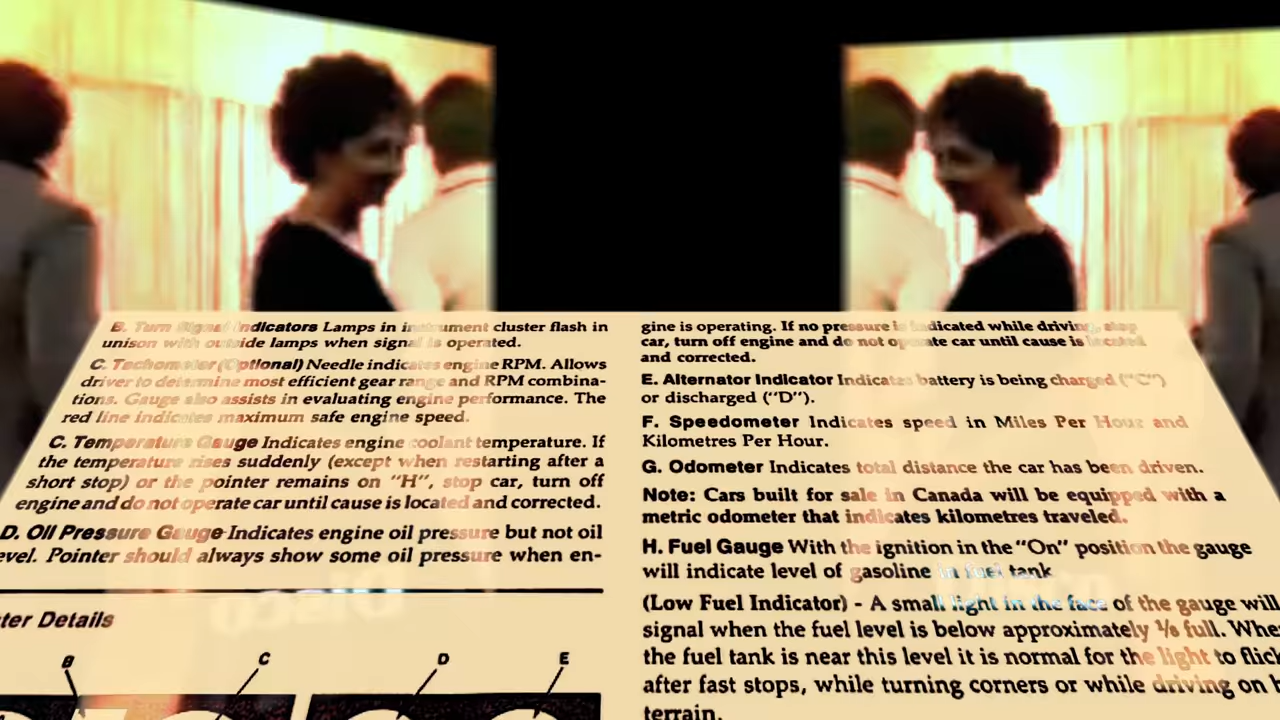 B. Turn Signal Indicators Lamps in instrument cluster flash in
unison with outside lamps when signal is operated.
C. Tachometer (Optional) Needle indicates engine RPM. Allows
driver to determine most efficient gear range and RPM combina-
tions. Gauge also assists in evaluating engine performance. The
red line indicates maximum safe engine speed.
C. Temperature Gauge Indicates engine coolant temperature. If
the temperature rises suddenly (except when restarting after a
short stop) or the pointer remains on "H", stop car, turn off
engine and do not operate car until cause is located and corrected.
D. Oil Pressure Gauge Indicates engine oil pressure but not oil
evel. Pointer should always show some oil pressure when en-
ter Details
B C D E
gine is operating. If no pressure is indicated while driving, stop
car, turn off engine and do not operate car until cause is located
and corrected.
E. Alternator Indicator Indicates battery is being charged ("C")
or discharged ("D").
F. Speedometer Indicates speed in Miles Per Hour and
Kilometres Per Hour.
G. Odometer Indicates total distance the car has been driven.
Note: Cars built for sale in Canada will be equipped with a
metric odometer that indicates kilometres traveled.
H. Fuel Gauge With the ignition in the "On" position the gauge
will indicate level of gasoline in fuel tank
(Low Fuel Indicator) - A small light in the face of the gauge will
signal when the fuel level is below approximately ⅛ full. Whe
the fuel tank is near this level it is normal for the light to flick
after fast stops, while turning corners or while driving on h
terrain.